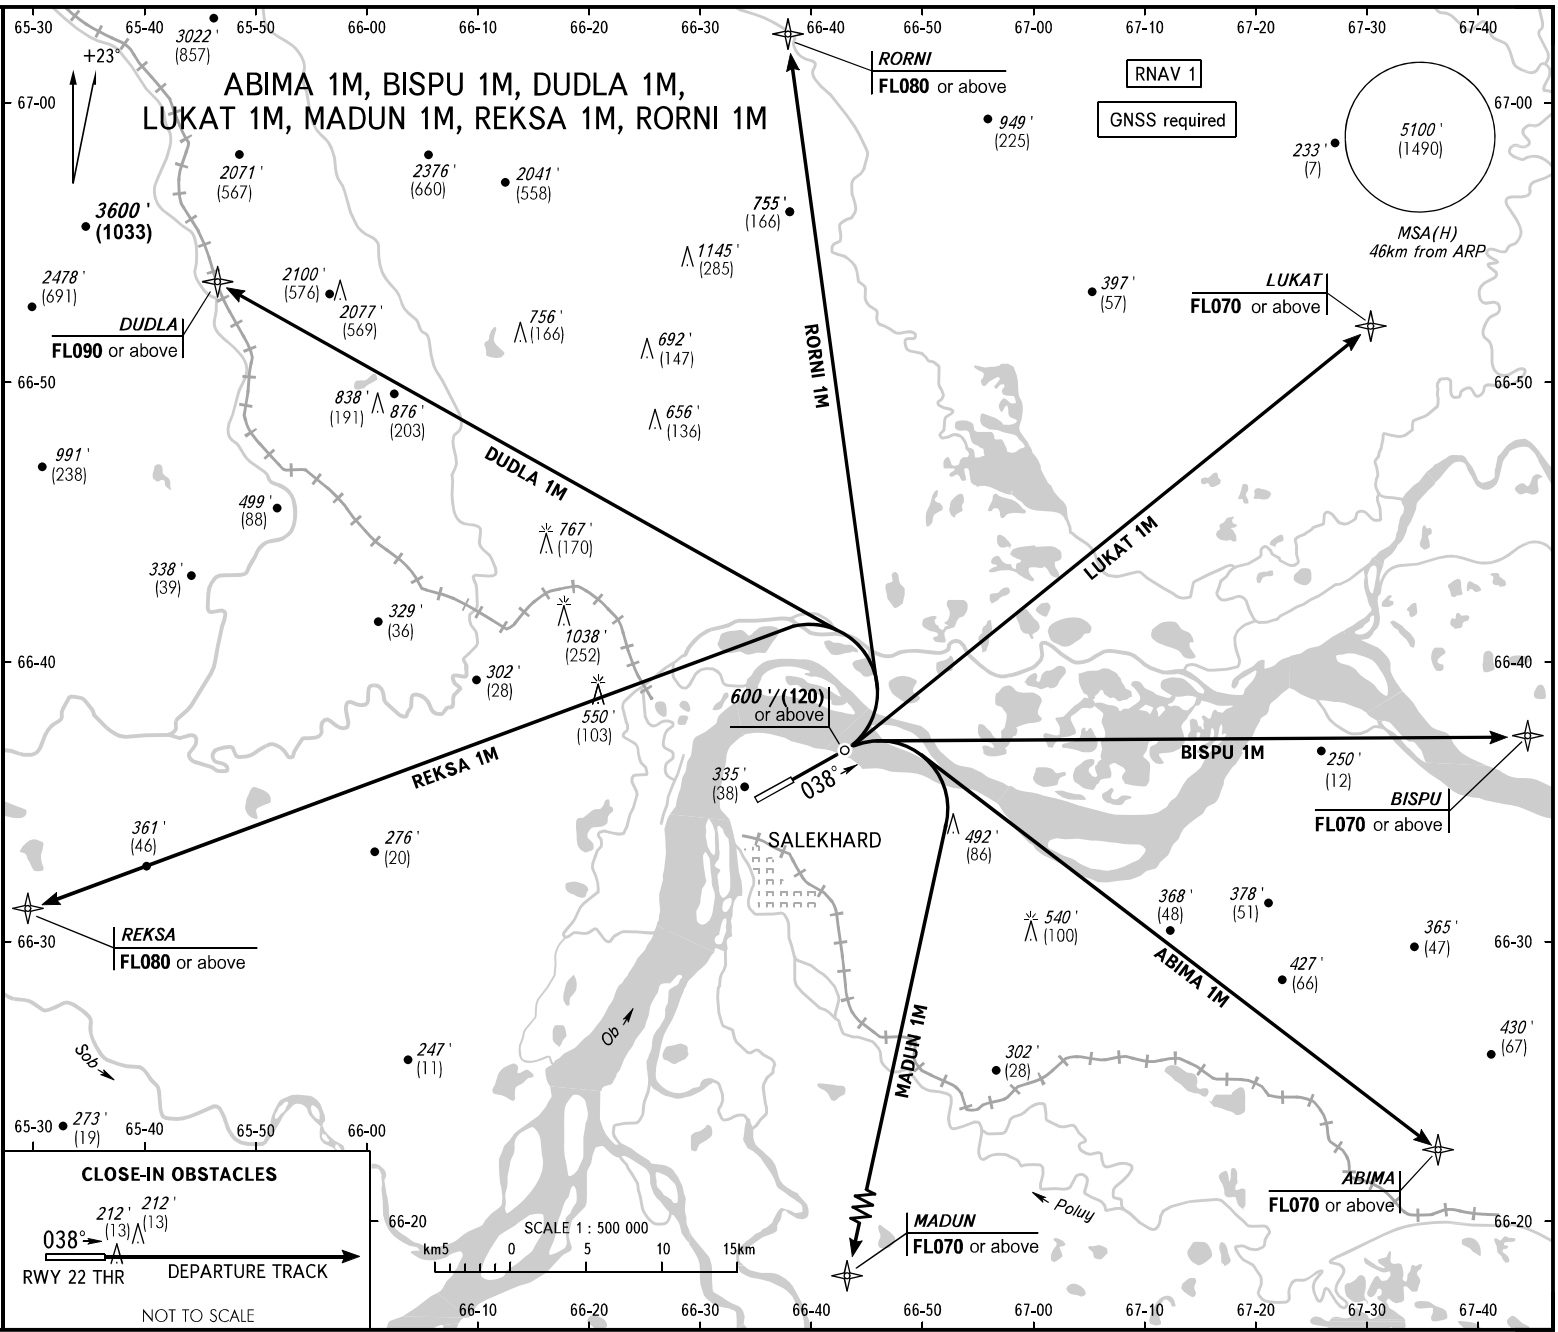 65-30 65-40 65-50 66-00 66-10 66-20 66-30 66-40 66-50 67-00 67-10 67-20 67-30 67-40
3022'
(857)
+23°
ABIMA 1M, BISPU 1M, DUDLA 1M,
LUKAT 1M, MADUN 1M, REKSA 1M, RORNI 1M
RORNI
FL080 or above
RNAV 1
GNSS required
67-00
67-00
949'
(225)
233'
(7)
5100'
(1490)
MSA(H)
46km from ARP
2071'
(567)
2376'
(660)
2041'
(558)
3600'
(1033)
755'
(166)
1145'
(285)
2478'
(691)
2100'
(576)
2077'
(569)
397'
(57)
LUKAT
FL070 or above
DUDLA
FL090 or above
756'
(166)
692'
(147)
RORNI 1M
66-50
66-50
838'
(191)
876'
(203)
656'
(136)
991'
(238)
DUDLA 1M
499'
(88)
767'
(170)
LUKAT 1M
338'
(39)
329'
(36)
1038'
(252)
66-40
66-40
302'
(28)
550'
(103)
600'/(120)
or above
REKSA 1M
335'
(38)
038°
BISPU 1M
250'
(12)
BISPU
FL070 or above
361'
(46)
276'
(20)
SALEKHARD
492'
(86)
368'
(48)
378'
(51)
365'
(47)
REKSA
FL080 or above
66-30
66-30
540'
(100)
ABIMA 1M
427'
(66)
Ob
MADUN 1M
430'
(67)
Sob
247'
(11)
302'
(28)
65-30 65-40 65-50 66-00
273'
(19)
CLOSE-IN OBSTACLES
212'
(13)
212'
(13)
038°
RWY 22 THR
DEPARTURE TRACK
NOT TO SCALE
66-20
66-20
SCALE 1 : 500 000
km5 0 5 10 15km
MADUN
FL070 or above
Poluy
ABIMA
FL070 or above
66-10 66-20 66-30 66-40 66-50 67-00 67-10 67-20 67-30 67-40